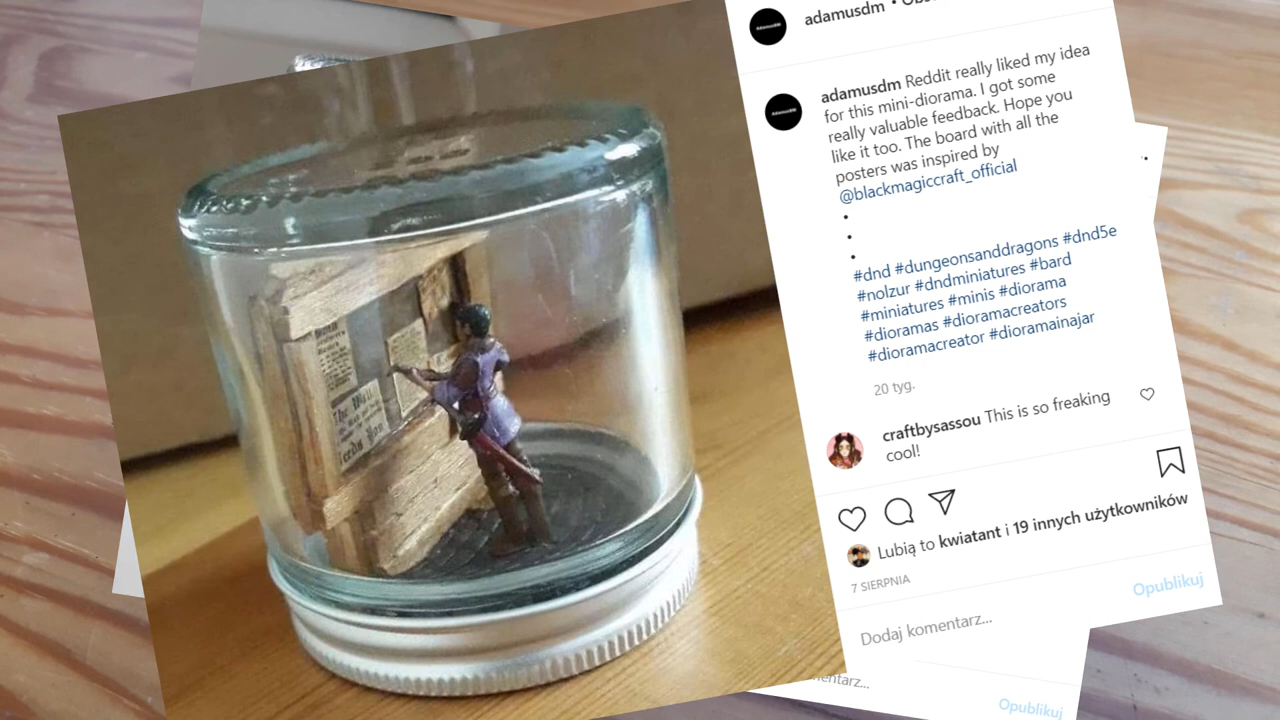 adamusdm •
adamusdm Reddit really liked my idea
for this mini-diorama. I got some
really valuable feedback. Hope you
like it too. The board with all the
posters was inspired by
@blackmagiccraft_official
•
•
•
#dnd #dungeonsanddragons #dnd5e
#nolzur #dndminiatures #bard
#miniatures #minis #diorama
#dioramas #dioramacreators
#dioramacreator #dioramainajar
20 tyg.
craftbysassou This is so freaking
cool!
Lubią to kwiatant i 19 innych użytkowników
7 SIERPNIA
Opublikuj
Dodaj komentarz...
Opublikuj
The
You